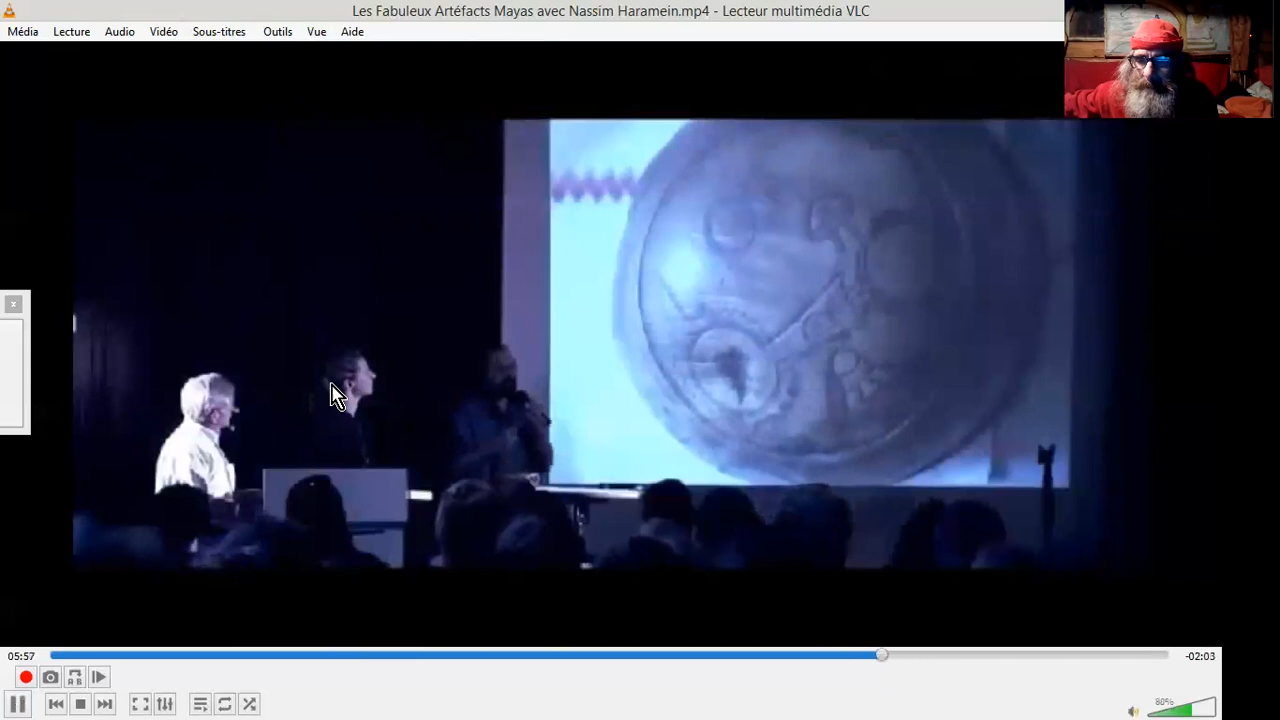 Les Fabuleux Artéfacts Mayas avec Nassim Haramein.mp4 - Lecteur multimédia VLC
Média Lecture Audio Vidéo Sous-titres Outils Vue Aide
x
05:57
-02:03
A B
80%